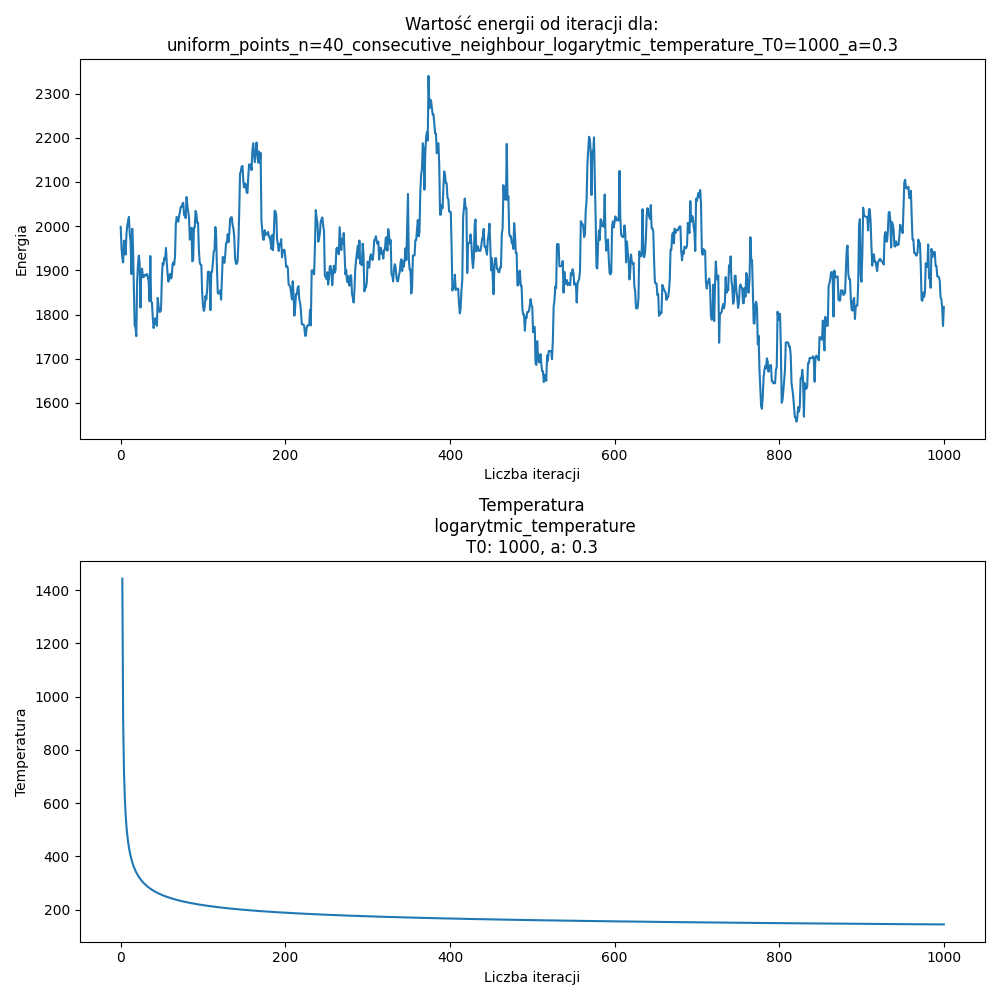 Wartość energii od iteracji dla:
uniform_points_n=40_consecutive_neighbour_logarytmic_temperature_T0=1000_a=0.3
2300
2200
2100
2000
1900
1800
1700
1600
Energia
0 200 400 600 800 1000
Liczba iteracji
Temperatura
logarytmic_temperature
T0: 1000, a: 0.3
1400
1200
1000
800
600
400
200
Temperatura
0 200 400 600 800 1000
Liczba iteracji